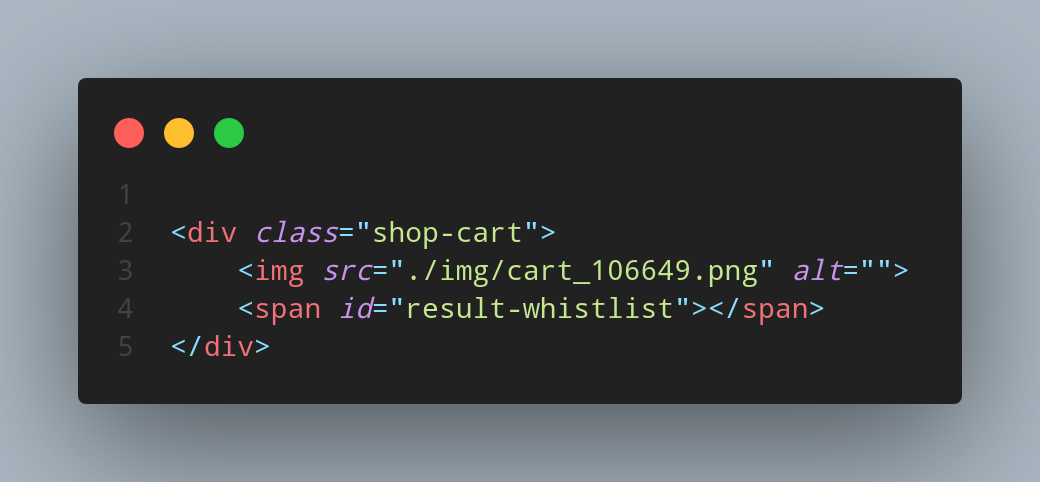 1
2 <div class="shop-cart">
3     <img src="./img/cart_106649.png" alt="">
4     <span id="result-whistlist"></span>
5 </div>